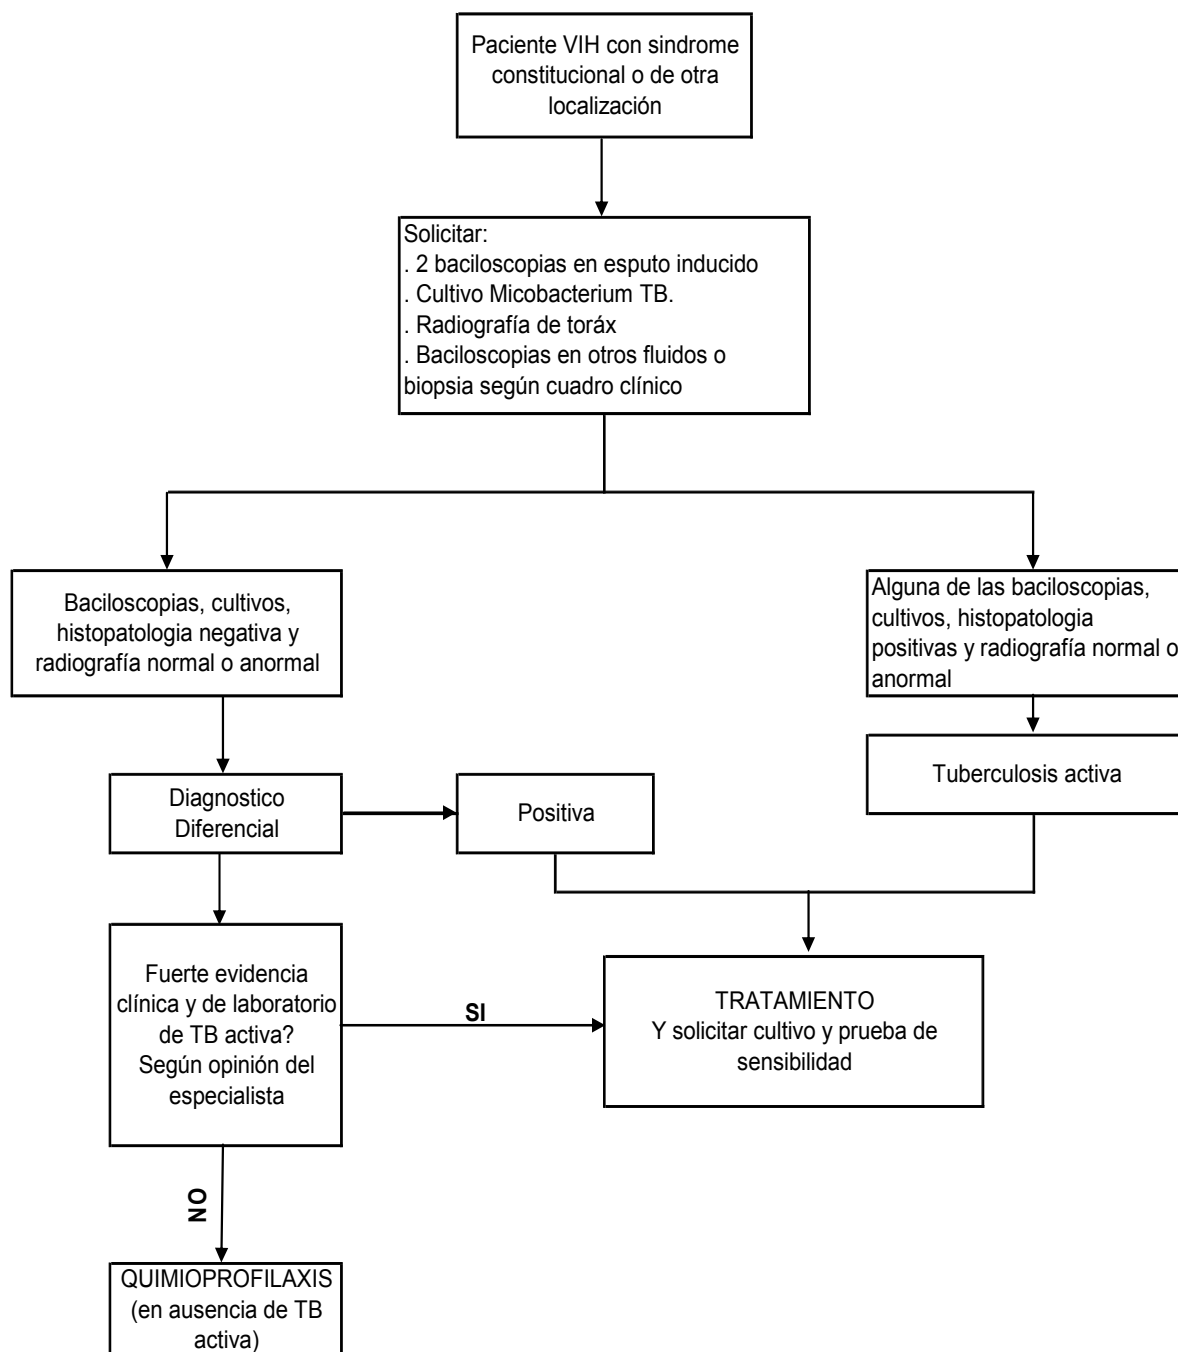 Paciente VIH con sindrome
constitucional o de otra
localización
Solicitar:
. 2 baciloscopias en esputo inducido
. Cultivo Micobacterium TB.
. Radiografía de toráx
. Baciloscopias en otros fluidos o
biopsia según cuadro clínico
Baciloscopias, cultivos,
histopatologia negativa y
radiografía normal o anormal
Alguna de las baciloscopias,
cultivos, histopatologia
positivas y radiografía normal o
anormal
Tuberculosis activa
Diagnostico
Diferencial
Positiva
Fuerte evidencia
clínica y de laboratorio
de TB activa?
Según opinión del
especialista
SI
TRATAMIENTO
Y solicitar cultivo y prueba de
sensibilidad
NO
QUIMIOPROFILAXIS
(en ausencia de TB
activa)